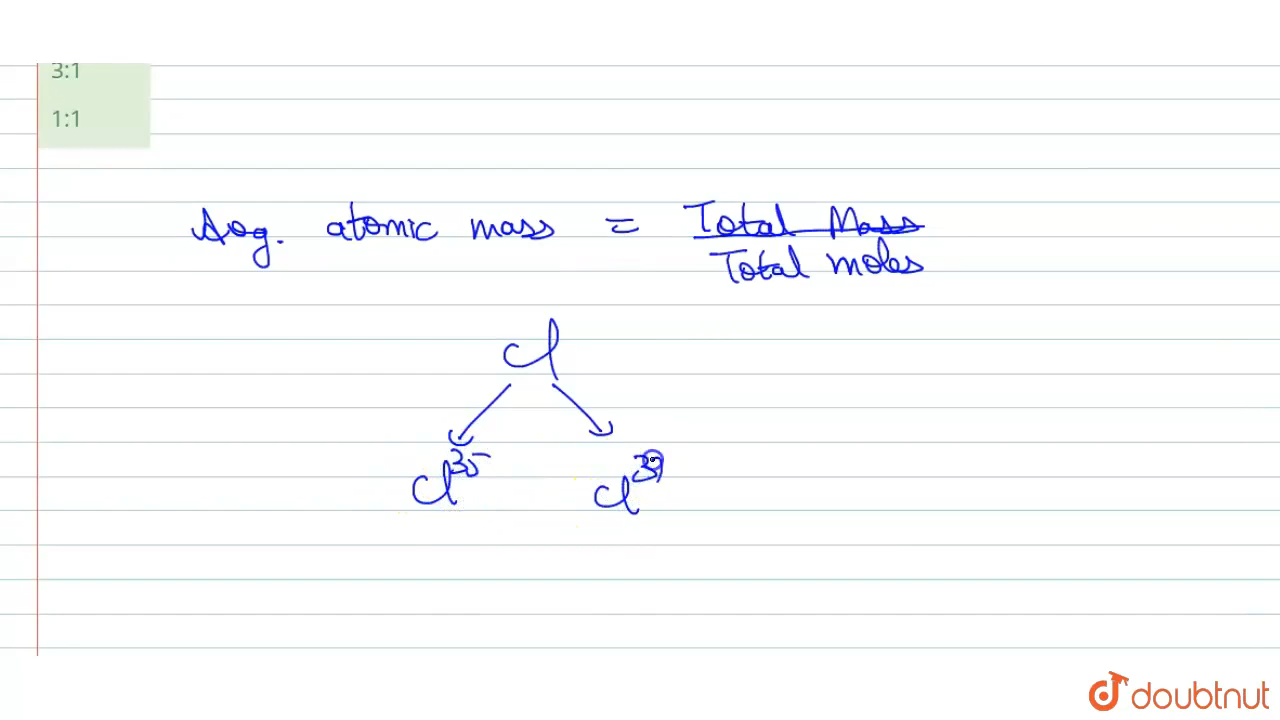 3:1
1:1
Avg. atomic mass = Total Mass
Total moles
Cl
Cl³⁵ Cl³⁷
doubtnut